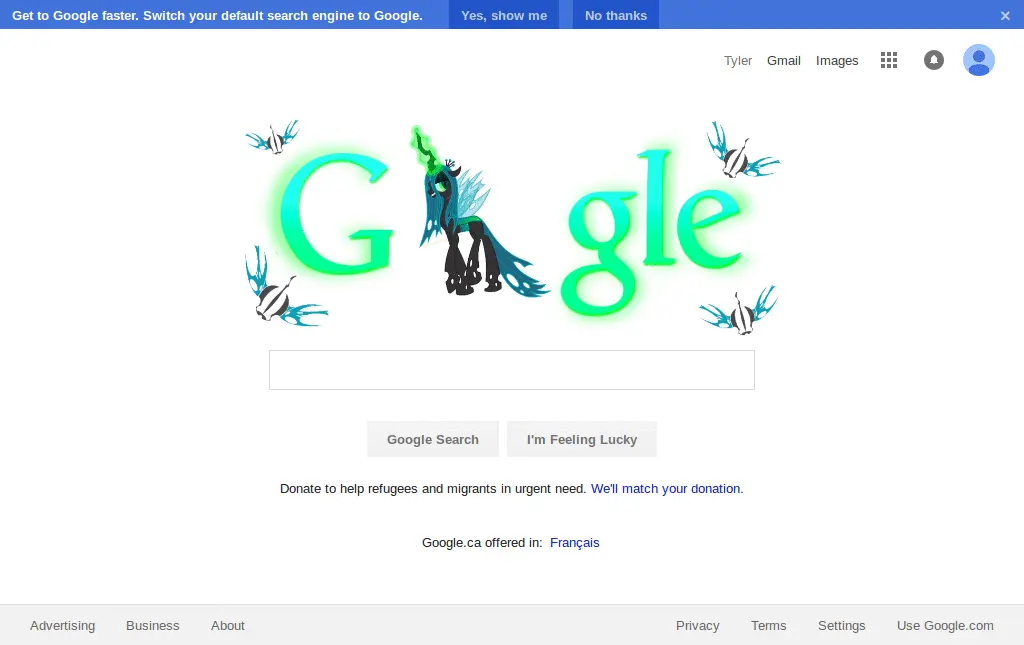 Get to Google faster. Switch your default search engine to Google. Yes, show me No thanks ×
Tyler Gmail Images
G gle
Google Search I'm Feeling Lucky
Donate to help refugees and migrants in urgent need. We'll match your donation.
Google.ca offered in: Français
Advertising Business About Privacy Terms Settings Use Google.com